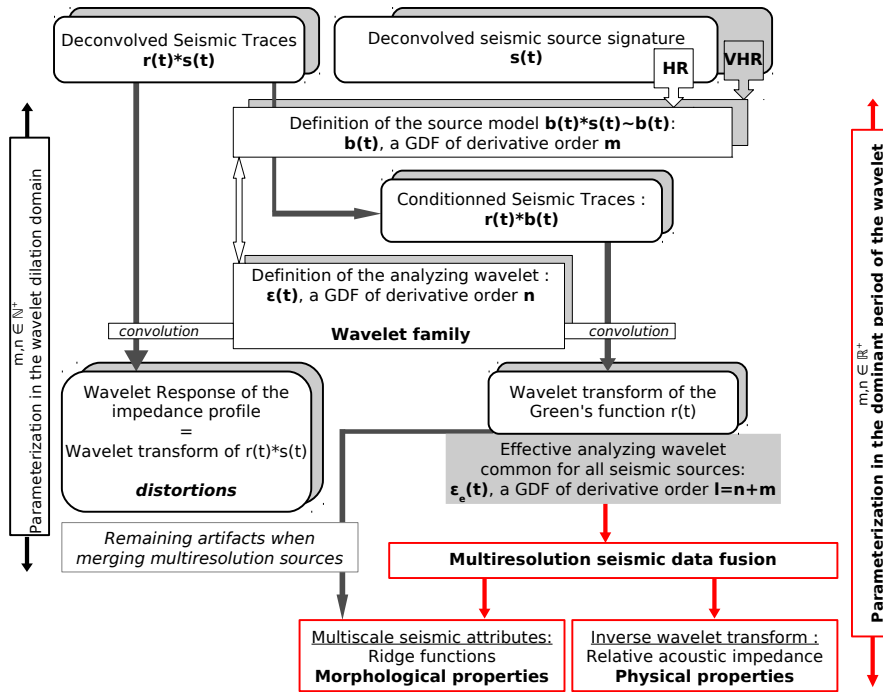 Deconvolved Seismic Traces
r(t)*s(t)
Deconvolved seismic source signature
s(t)
HR
VHR
Definition of the source model b(t)*s(t)~b(t):
b(t), a GDF of derivative order m
Conditionned Seismic Traces :
r(t)*b(t)
Definition of the analyzing wavelet :
ε(t), a GDF of derivative order n
Wavelet family
convolution
convolution
m,n ∈ ℕ⁺
Parameterization in the wavelet dilation domain
Wavelet Response of the
impedance profile
=
Wavelet transform of r(t)*s(t)
distortions
Wavelet transform of the
Green's function r(t)
Effective analyzing wavelet
common for all seismic sources:
εₑ(t), a GDF of derivative order l=n+m
Remaining artifacts when
merging multiresolution sources
Multiresolution seismic data fusion
Multiscale seismic attributes:
Ridge functions
Morphological properties
Inverse wavelet transform :
Relative acoustic impedance
Physical properties
m,n ∈ ℝ⁺
Parameterization in the dominant period of the wavelet